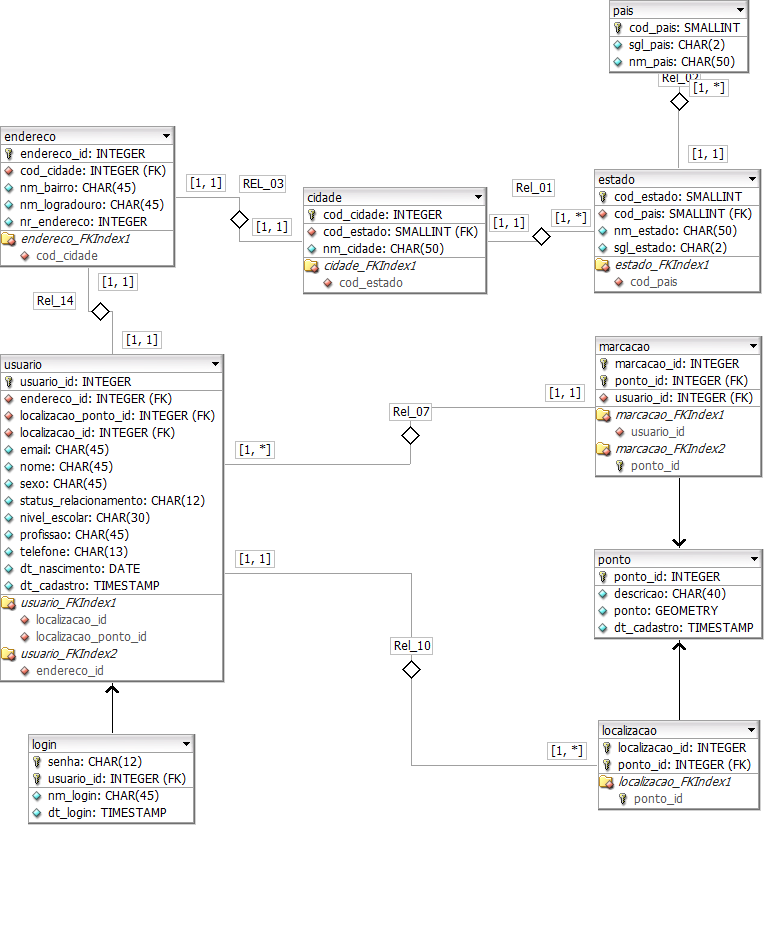 pais
cod_pais: SMALLINT
sgl_pais: CHAR(2)
nm_pais: CHAR(50)
Rel_02
[1, *]
[1, 1]
endereco
endereco_id: INTEGER
cod_cidade: INTEGER (FK)
nm_bairro: CHAR(45)
nm_logradouro: CHAR(45)
nr_endereco: INTEGER
endereco_FKIndex1
cod_cidade
[1, 1]
REL_03
[1, 1]
cidade
cod_cidade: INTEGER
cod_estado: SMALLINT (FK)
nm_cidade: CHAR(50)
cidade_FKIndex1
cod_estado
Rel_01
[1, 1]
[1, *]
estado
cod_estado: SMALLINT
cod_pais: SMALLINT (FK)
nm_estado: CHAR(50)
sgl_estado: CHAR(2)
estado_FKIndex1
cod_pais
[1, 1]
Rel_14
[1, 1]
usuario
usuario_id: INTEGER
endereco_id: INTEGER (FK)
localizacao_ponto_id: INTEGER (FK)
localizacao_id: INTEGER (FK)
email: CHAR(45)
nome: CHAR(45)
sexo: CHAR(45)
status_relacionamento: CHAR(12)
nivel_escolar: CHAR(30)
profissao: CHAR(45)
telefone: CHAR(13)
dt_nascimento: DATE
dt_cadastro: TIMESTAMP
usuario_FKIndex1
localizacao_id
localizacao_ponto_id
usuario_FKIndex2
endereco_id
[1, 1]
Rel_07
[1, *]
marcacao
marcacao_id: INTEGER
ponto_id: INTEGER (FK)
usuario_id: INTEGER (FK)
marcacao_FKIndex1
usuario_id
marcacao_FKIndex2
ponto_id
[1, 1]
Rel_10
[1, *]
ponto
ponto_id: INTEGER
descricao: CHAR(40)
ponto: GEOMETRY
dt_cadastro: TIMESTAMP
login
senha: CHAR(12)
usuario_id: INTEGER (FK)
nm_login: CHAR(45)
dt_login: TIMESTAMP
localizacao
localizacao_id: INTEGER
ponto_id: INTEGER (FK)
localizacao_FKIndex1
ponto_id